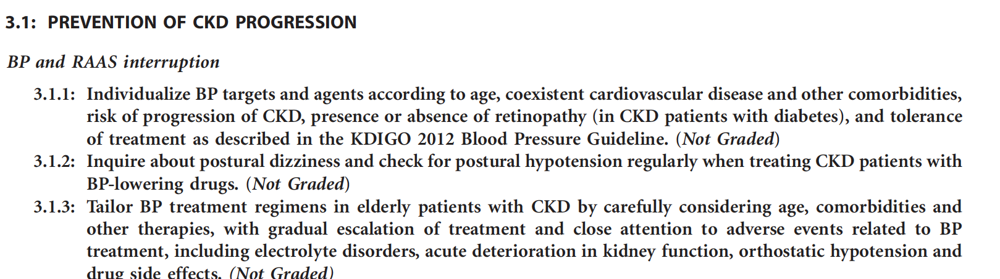 3.1: PREVENTION OF CKD PROGRESSION
BP and RAAS interruption
3.1.1: Individualize BP targets and agents according to age, coexistent cardiovascular disease and other comorbidities,
risk of progression of CKD, presence or absence of retinopathy (in CKD patients with diabetes), and tolerance
of treatment as described in the KDIGO 2012 Blood Pressure Guideline. (Not Graded)
3.1.2: Inquire about postural dizziness and check for postural hypotension regularly when treating CKD patients with
BP-lowering drugs. (Not Graded)
3.1.3: Tailor BP treatment regimens in elderly patients with CKD by carefully considering age, comorbidities and
other therapies, with gradual escalation of treatment and close attention to adverse events related to BP
treatment, including electrolyte disorders, acute deterioration in kidney function, orthostatic hypotension and
drug side effects. (Not Graded)